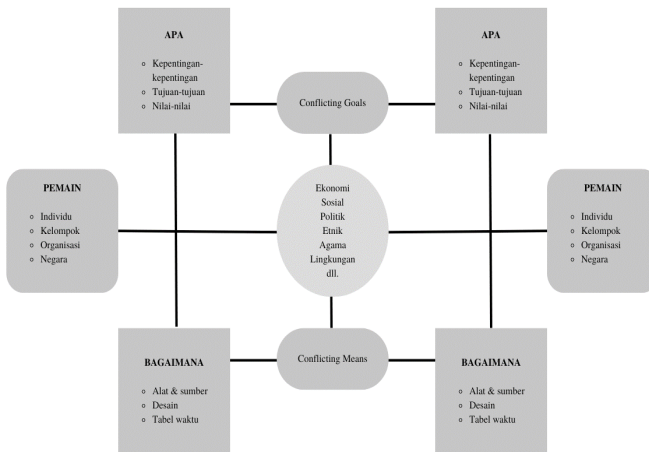 APA
Kepentingan-
kepentingan
Tujuan-tujuan
Nilai-nilai
Conflicting Goals
APA
Kepentingan-
kepentingan
Tujuan-tujuan
Nilai-nilai
PEMAIN
Individu
Kelompok
Organisasi
Negara
Ekonomi
Sosial
Politik
Etnik
Agama
Lingkungan
dll.
PEMAIN
Individu
Kelompok
Organisasi
Negara
BAGAIMANA
Alat & sumber
Desain
Tabel waktu
Conflicting Means
BAGAIMANA
Alat & sumber
Desain
Tabel waktu